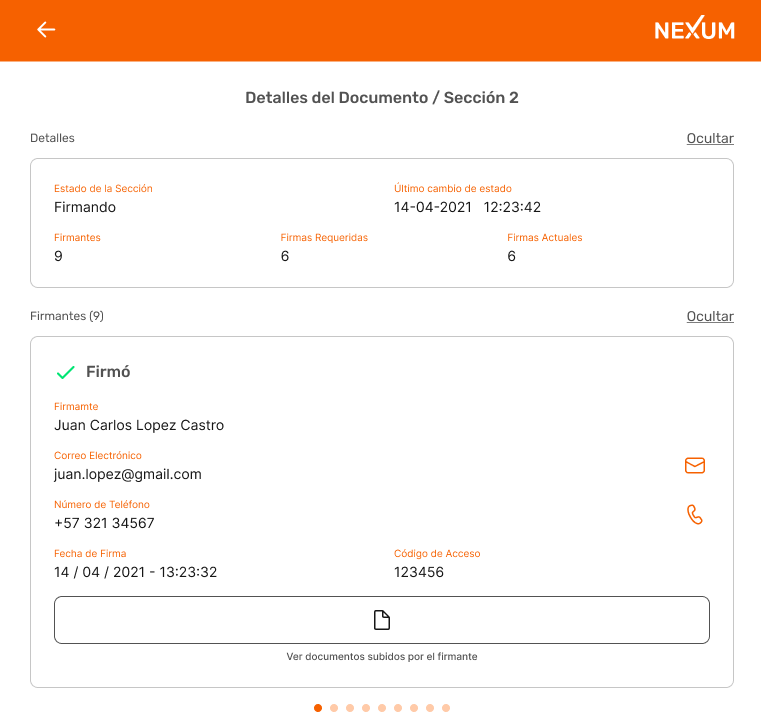 NEXUM
Detalles del Documento / Sección 2
Detalles
Ocultar
Estado de la Sección
Último cambio de estado
Firmando
14-04-2021 12:23:42
Firmantes
Firmas Requeridas
Firmas Actuales
9
6
6
Firmantes (9)
Ocultar
Firmó
Firmamte
Juan Carlos Lopez Castro
Correo Electrónico
juan.lopez@gmail.com
Número de Teléfono
+57 321 34567
Fecha de Firma
Código de Acceso
14 / 04 / 2021 - 13:23:32
123456
Ver documentos subidos por el firmante